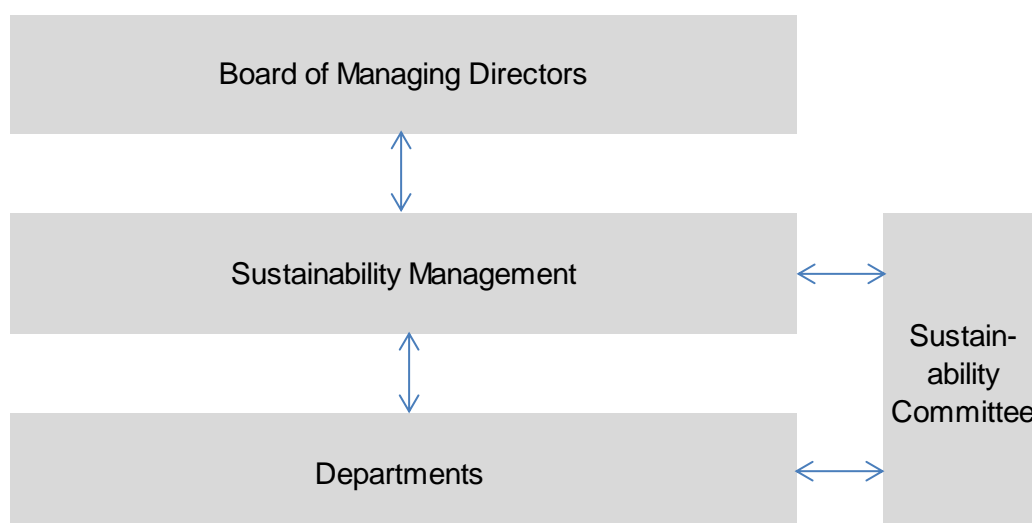 Board of Managing Directors
Sustainability Management
Sustain-
ability
Committee
Departments